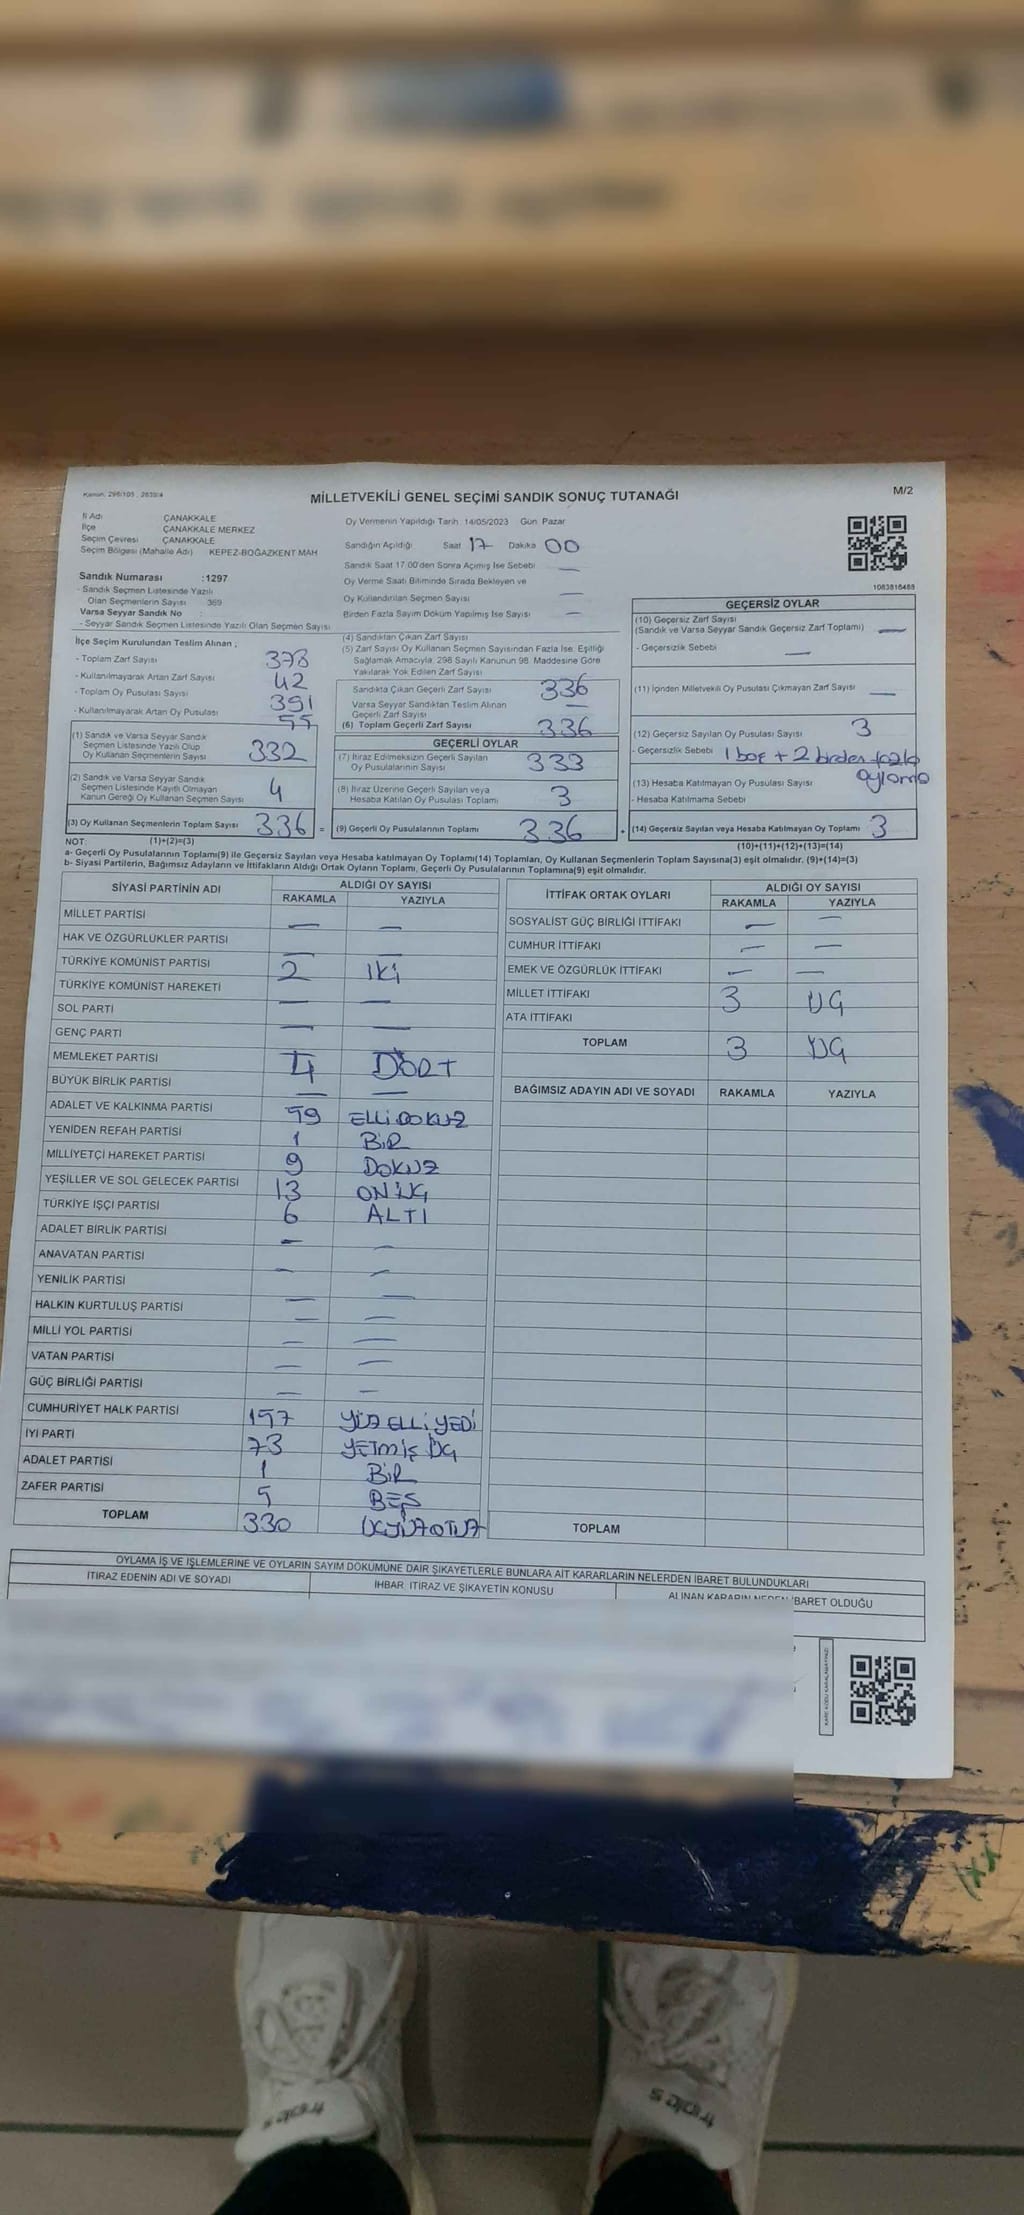 Kanun, 298/105 , 2839/4
MİLLETVEKİLİ GENEL SEÇİMİ SANDIK SONUÇ TUTANAĞI
M/2
İl Adı ÇANAKKALE
İlçe ÇANAKKALE MERKEZ
Seçim Çevresi ÇANAKKALE
Seçim Bölgesi (Mahalle Adı) KEPEZ-BOĞAZKENT MAH
Sandık Numarası :1297
- Sandık Seçmen Listesinde Yazılı
Olan Seçmenlerin Sayısı 369
Varsa Seyyar Sandık No :
- Seyyar Sandık Seçmen Listesinde Yazılı Olan Seçmen Sayısı
Oy Vermenin Yapıldığı Tarih 14/05/2023 Gün Pazar
Sandığın Açıldığı Saat 17 Dakika 00
Sandık Saat 17.00'den Sonra Açımış İse Sebebi —
Oy Verme Saati Bitiminde Sırada Bekleyen ve
Oy Kullandırılan Seçmen Sayısı —
Birden Fazla Sayım Döküm Yapılmış İse Sayısı —
1083816488
İlçe Seçim Kurulundan Teslim Alınan ;
- Toplam Zarf Sayısı 378
- Kullanılmayarak Artan Zarf Sayısı 42
- Toplam Oy Pusulası Sayısı 391
- Kullanılmayarak Artan Oy Pusulası 55
(1) Sandık ve Varsa Seyyar Sandık
Seçmen Listesinde Yazılı Olup
Oy Kullanan Seçmenlerin Sayısı 332
(2) Sandık ve Varsa Seyyar Sandık
Seçmen Listesinde Kayıtlı Olmayan
Kanun Gereği Oy Kullanan Seçmen Sayısı 4
(3) Oy Kullanan Seçmenlerin Toplam Sayısı 336 =
(4) Sandıktan Çıkan Zarf Sayısı
(5) Zarf Sayısı Oy Kullanan Seçmen Sayısından Fazla İse, Eşitliği
Sağlamak Amacıyla, 298 Sayılı Kanunun 98. Maddesine Göre
Yakılarak Yok Edilen Zarf Sayısı
Sandıkta Çıkan Geçerli Zarf Sayısı 336
Varsa Seyyar Sandıktan Teslim Alınan
Geçerli Zarf Sayısı —
(6) Toplam Geçerli Zarf Sayısı 336
GEÇERLİ OYLAR
(7) İtiraz Edilmeksizin Geçerli Sayılan
Oy Pusulalarının Sayısı 333
(8) İtiraz Üzerine Geçerli Sayılan veya
Hesaba Katılan Oy Pusulası Toplamı 3
(9) Geçerli Oy Pusulalarının Toplamı 336 +
GEÇERSİZ OYLAR
(10) Geçersiz Zarf Sayısı
(Sandık ve Varsa Seyyar Sandık Geçersiz Zarf Toplamı) —
- Geçersizlik Sebebi —
(11) İçinden Milletvekili Oy Pusulası Çıkmayan Zarf Sayısı —
(12) Geçersiz Sayılan Oy Pusulası Sayısı 3
- Geçersizlik Sebebi 1 boş + 2 birden fazla
oylama
(13) Hesaba Katılmayan Oy Pusulası Sayısı
- Hesaba Katılmama Sebebi
(14) Geçersiz Sayılan veya Hesaba Katılmayan Oy Toplamı 3
NOT: (1)+(2)=(3)
(10)+(11)+(12)+(13)=(14)
a- Geçerli Oy Pusulalarının Toplamı(9) ile Geçersiz Sayılan veya Hesaba katılmayan Oy Toplamı(14) Toplamları, Oy Kullanan Seçmenlerin Toplam Sayısına(3) eşit olmalıdır. (9)+(14)=(3)
b- Siyasi Partilerin, Bağımsız Adayların ve İttifakların Aldığı Ortak Oyların Toplamı, Geçerli Oy Pusulalarının Toplamına(9) eşit olmalıdır.
SİYASİ PARTİNİN ADI ALDIĞI OY SAYISI
RAKAMLA YAZIYLA
MİLLET PARTİSİ — —
HAK VE ÖZGÜRLÜKLER PARTİSİ — —
TÜRKİYE KOMÜNİST PARTİSİ 2 İKİ
TÜRKİYE KOMÜNİST HAREKETİ — —
SOL PARTİ — —
GENÇ PARTİ — —
MEMLEKET PARTİSİ 4 DÖRT
BÜYÜK BİRLİK PARTİSİ — —
ADALET VE KALKINMA PARTİSİ 59 ELLİDOKUZ
YENİDEN REFAH PARTİSİ 1 BİR
MİLLİYETÇİ HAREKET PARTİSİ 9 DOKUZ
YEŞİLLER VE SOL GELECEK PARTİSİ 13 ONÜÇ
TÜRKİYE İŞÇİ PARTİSİ 6 ALTI
ADALET BİRLİK PARTİSİ — —
ANAVATAN PARTİSİ — —
YENİLİK PARTİSİ — —
HALKIN KURTULUŞ PARTİSİ — —
MİLLİ YOL PARTİSİ — —
VATAN PARTİSİ — —
GÜÇ BİRLİĞİ PARTİSİ — —
CUMHURİYET HALK PARTİSİ 157 YÜZELLİYEDİ
İYİ PARTİ 73 YETMİŞ ÜÇ
ADALET PARTİSİ 1 BİR
ZAFER PARTİSİ 5 BEŞ
TOPLAM 330 ÜÇYÜZOTUZ
İTTİFAK ORTAK OYLARI ALDIĞI OY SAYISI
RAKAMLA YAZIYLA
SOSYALİST GÜÇ BİRLİĞİ İTTİFAKI — —
CUMHUR İTTİFAKI — —
EMEK VE ÖZGÜRLÜK İTTİFAKI — —
MİLLET İTTİFAKI 3 ÜÇ
ATA İTTİFAKI
TOPLAM 3 ÜÇ
BAĞIMSIZ ADAYIN ADI VE SOYADI RAKAMLA YAZIYLA
TOPLAM
OYLAMA İŞ VE İŞLEMLERİNE VE OYLARIN SAYIM DÖKÜMÜNE DAİR ŞİKAYETLERLE BUNLARA AİT KARARLARIN NELERDEN İBARET BULUNDUKLARI
İTİRAZ EDENİN ADI VE SOYADI İHBAR, İTİRAZ VE ŞİKAYETİN KONUSU ALINAN KARARIN NEDEN İBARET OLDUĞU
triple s
triple s